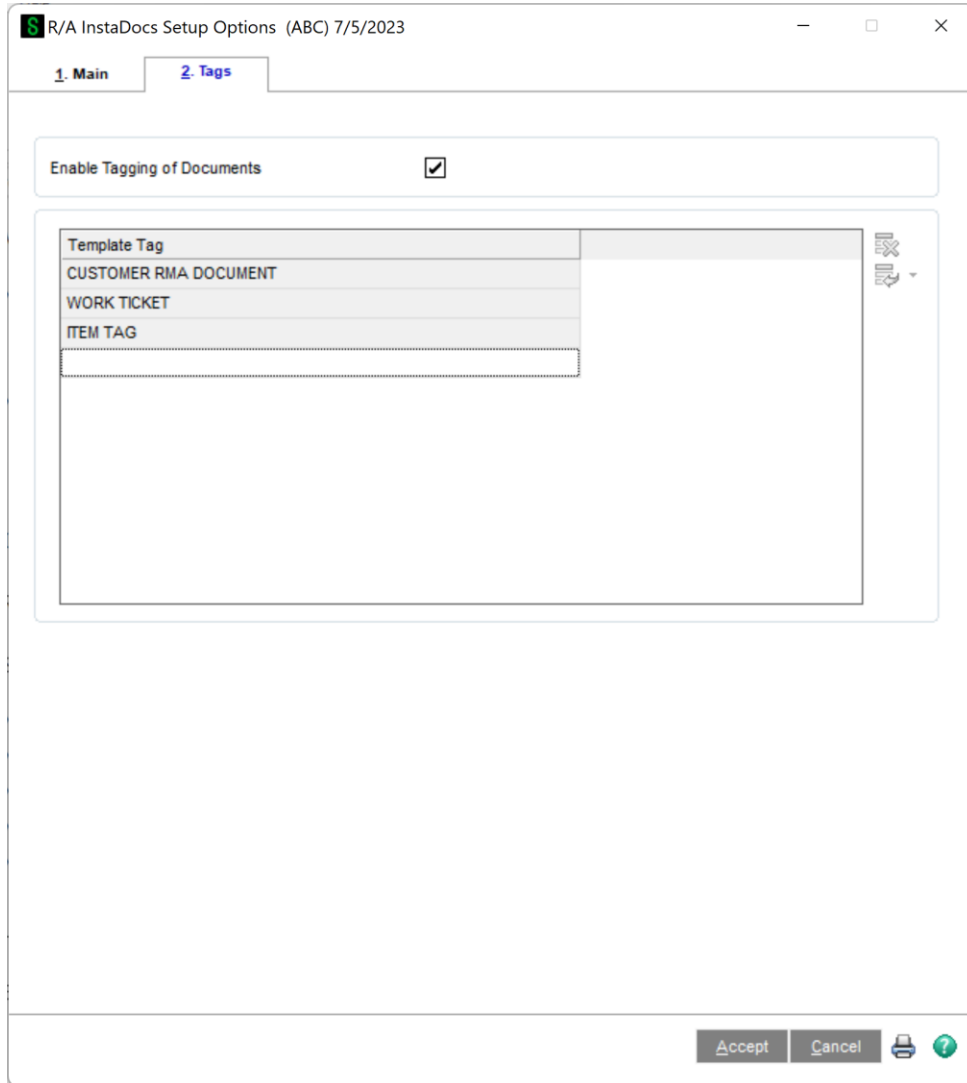 R/A InstaDocs Setup Options (ABC) 7/5/2023
1. Main
2. Tags
Enable Tagging of Documents
Template Tag
CUSTOMER RMA DOCUMENT
WORK TICKET
ITEM TAG
Accept
Cancel